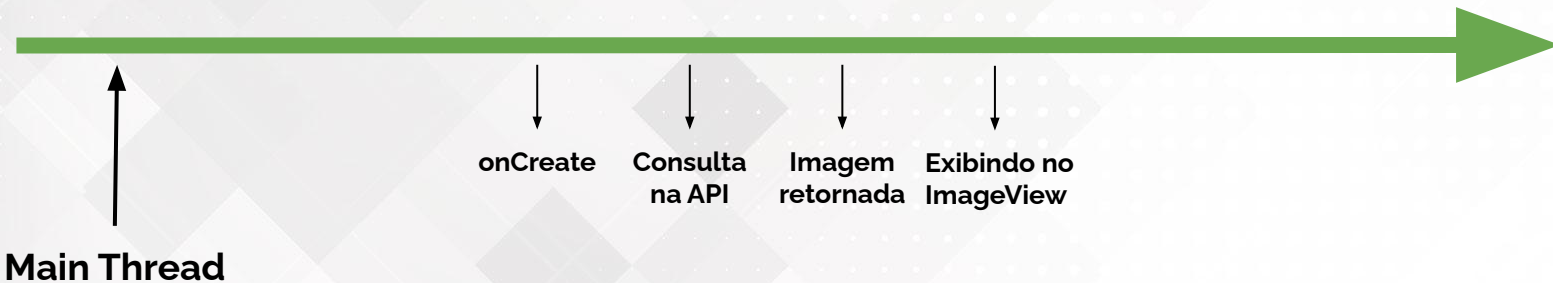 onCreate
Consulta
na API
Imagem
retornada
Exibindo no
ImageView
Main Thread